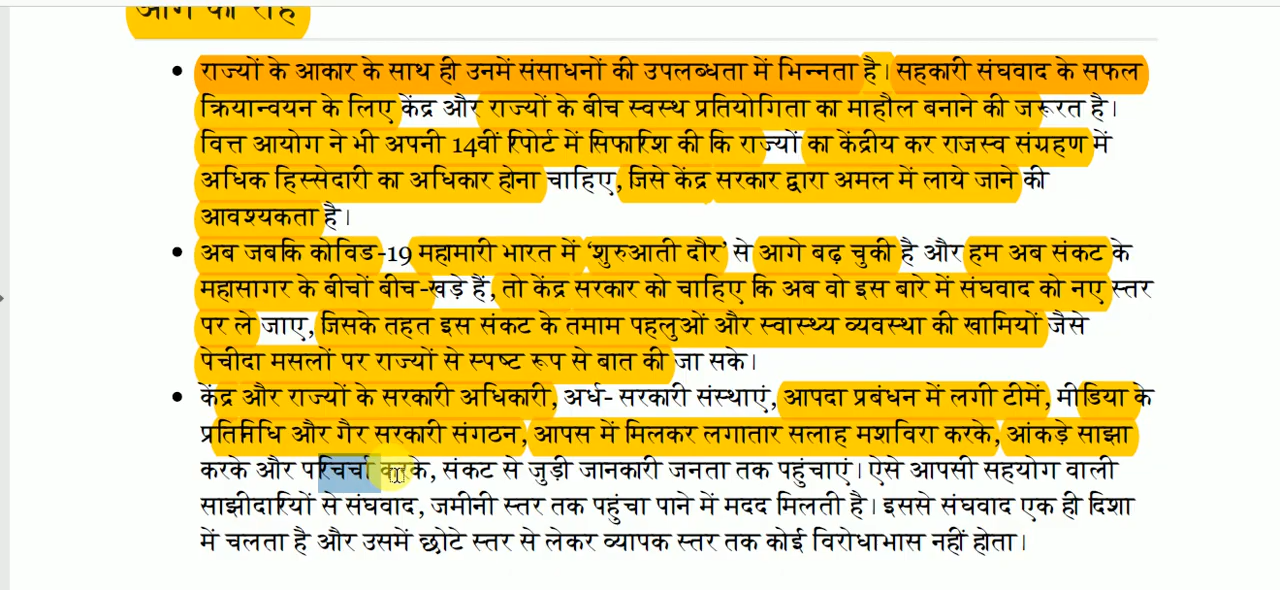 आगे की राह
राज्यों के आकार के साथ ही उनमें संसाधनों की उपलब्धता में भिन्नता है। सहकारी संघवाद के सफल
क्रियान्वयन के लिए केंद्र और राज्यों के बीच स्वस्थ प्रतियोगिता का माहौल बनाने की जरूरत है।
वित्त आयोग ने भी अपनी 14वीं रिपोर्ट में सिफारिश की कि राज्यों का केंद्रीय कर राजस्व संग्रहण में
अधिक हिस्सेदारी का अधिकार होना चाहिए, जिसे केंद्र सरकार द्वारा अमल में लाये जाने की
आवश्यकता है।
अब जबकि कोविड-19 महामारी भारत में ‘शुरुआती दौर’ से आगे बढ़ चुकी है और हम अब संकट के
महासागर के बीचों बीच-खड़े हैं, तो केंद्र सरकार को चाहिए कि अब वो इस बारे में संघवाद को नए स्तर
पर ले जाए, जिसके तहत इस संकट के तमाम पहलुओं और स्वास्थ्य व्यवस्था की खामियों जैसे
पेचीदा मसलों पर राज्यों से स्पष्ट रूप से बात की जा सके।
केंद्र और राज्यों के सरकारी अधिकारी, अर्ध- सरकारी संस्थाएं, आपदा प्रबंधन में लगी टीमें, मीडिया के
प्रतिनिधि और गैर सरकारी संगठन, आपस में मिलकर लगातार सलाह मशविरा करके, आंकड़े साझा
करके और परिचर्चा करके, संकट से जुड़ी जानकारी जनता तक पहुंचाएं। ऐसे आपसी सहयोग वाली
साझीदारियों से संघवाद, जमीनी स्तर तक पहुंचा पाने में मदद मिलती है। इससे संघवाद एक ही दिशा
में चलता है और उसमें छोटे स्तर से लेकर व्यापक स्तर तक कोई विरोधाभास नहीं होता।